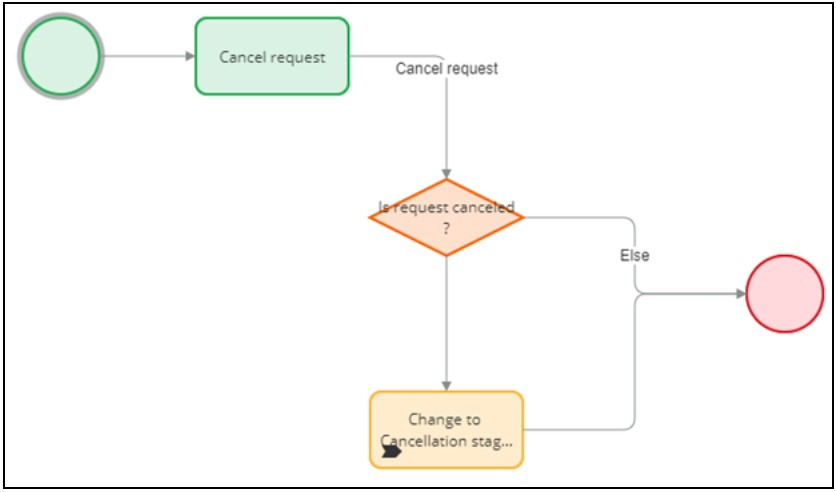 Cancel request
Cancel request
Is request canceled
?
Else
Change to
Cancellation stag...